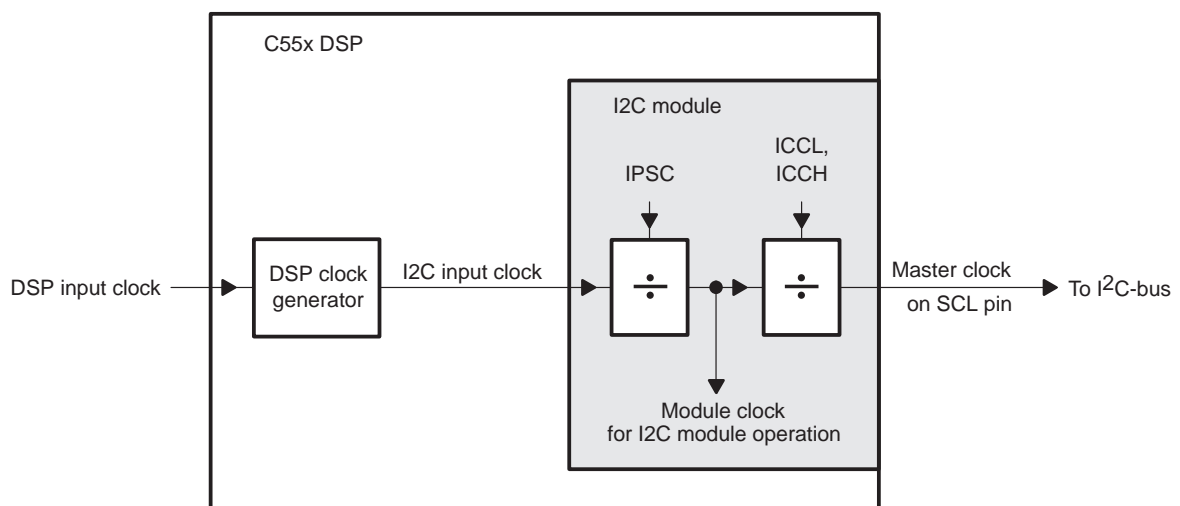 C55x DSP
I2C module
ICCL,
ICCH
IPSC
DSP input clock
DSP clock
generator
I2C input clock
÷
÷
Master clock
on SCL pin
To I²C-bus
Module clock
for I2C module operation